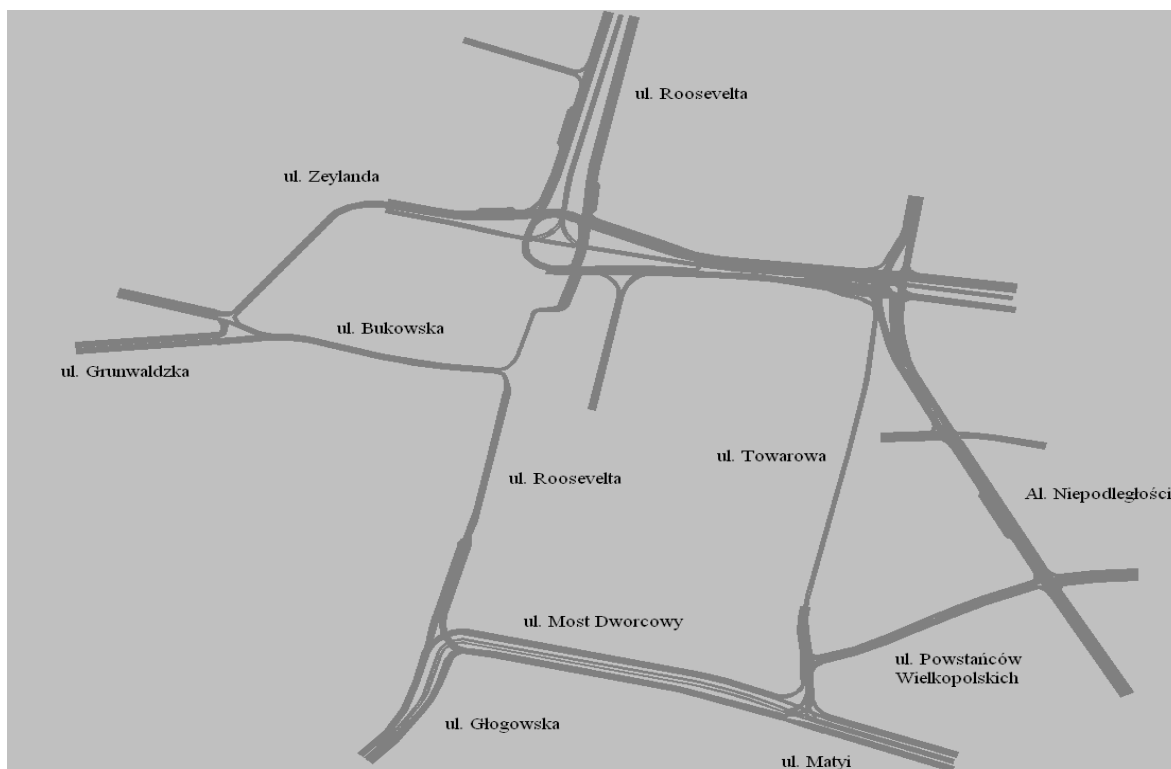 ul. Roosevelta
ul. Zeylanda
ul. Bukowska
ul. Grunwaldzka
ul. Towarowa
ul. Roosevelta
Al. Niepodległości
ul. Most Dworcowy
ul. Powstańców
Wielkopolskich
ul. Głogowska
ul. Matyi